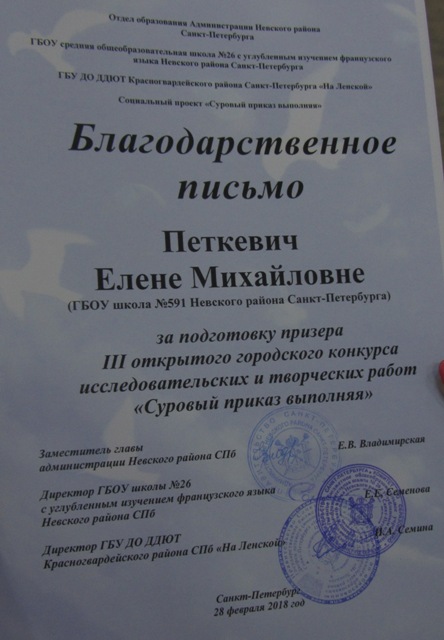 Отдел образования Администрации Невского района
Санкт-Петербурга
ГБОУ средняя общеобразовательная школа №26 с углубленным изучением французского
языка Невского района Санкт-Петербурга
ГБУ ДО ДДЮТ Красногвардейского района Санкт-Петербурга «На Ленской»
Социальный проект «Суровый приказ выполняя»
Благодарственное
письмо
Петкевич
Елене Михайловне
(ГБОУ школа №591 Невского района Санкт-Петербурга)
за подготовку призера
III открытого городского конкурса
исследовательских и творческих работ
«Суровый приказ выполняя»
Заместитель главы
администрации Невского района СПб
Е.В. Владимирская
Директор ГБОУ школы №26
с углубленным изучением французского языка
Невского района СПб
Е.Б. Семенова
Директор ГБУ ДО ДДЮТ
Красногвардейского района СПб «На Ленской»
Семина
Санкт-Петербург
28 февраля 2018 год